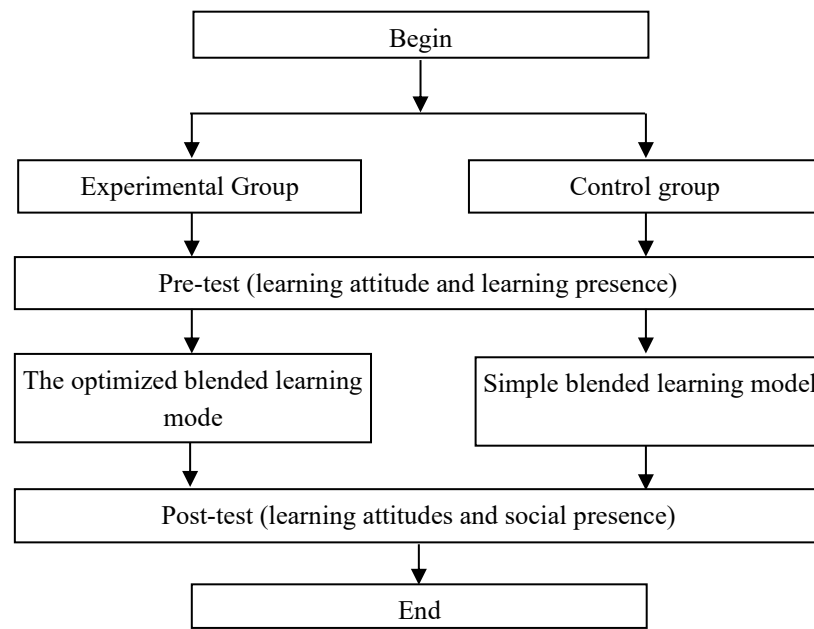 Begin
Experimental Group
Control group
Pre-test (learning attitude and learning presence)
The optimized blended learning
mode
Simple blended learning model
Post-test (learning attitudes and social presence)
End